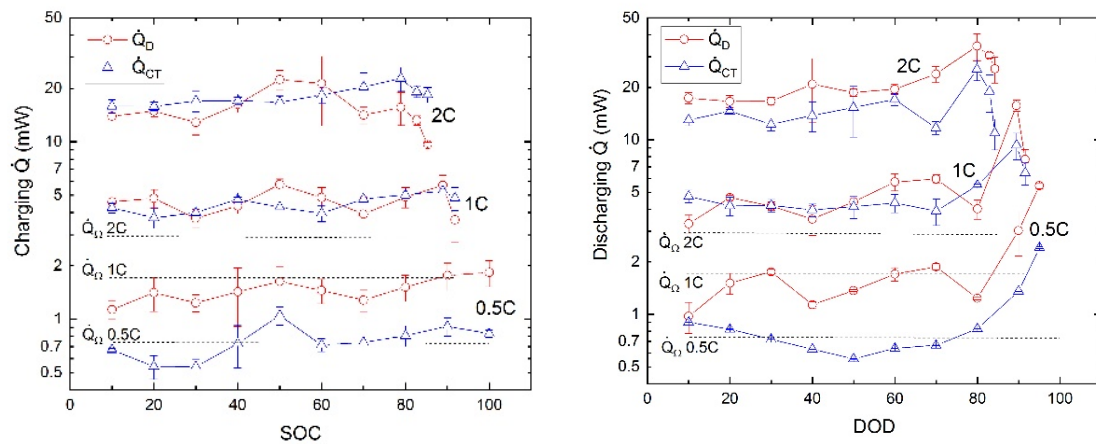 50
20
10
7
5
2
1
0.7
0.5
Charging Q̇ (mW)
Q̇D
Q̇CT
2C
1C
0.5C
Q̇Ω 2C
Q̇Ω 1C
Q̇Ω 0.5C
0 20 40 60 80 100
SOC
50
20
10
7
5
2
1
0.7
0.5
Discharging Q̇ (mW)
Q̇D
Q̇CT
2C
1C
0.5C
Q̇Ω 2C
Q̇Ω 1C
Q̇Ω 0.5C
0 20 40 60 80 100
DOD